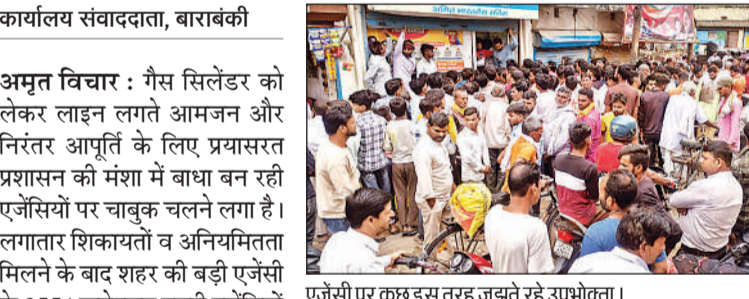 कार्यालय संवाददाता, बाराबंकी
अमृत विचार : गैस सिलेंडर को
लेकर लाइन लगते आमजन और
निरंतर आपूर्ति के लिए प्रयासरत
प्रशासन की मंशा में बाधा बन रही
एजेंसियों पर चाबुक चलने लगा है।
लगातार शिकायतों व अनियमितता
मिलने के बाद शहर की बड़ी एजेंसी
एजेंसी पर कुछ इस तरह जूझते रहे उपभोक्ता।